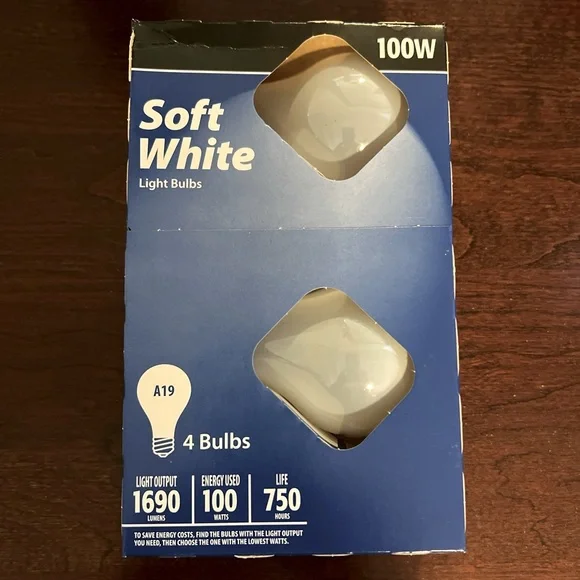 100W
Soft
White
Light Bulbs
A19
4 Bulbs
LIGHT OUTPUT
1690
LUMENS
ENERGY USED
100
WATTS
LIFE
750
HOURS
TO SAVE ENERGY COSTS, FIND THE BULBS WITH THE LIGHT OUTPUT
YOU NEED, THEN CHOOSE THE ONE WITH THE LOWEST WATTS.